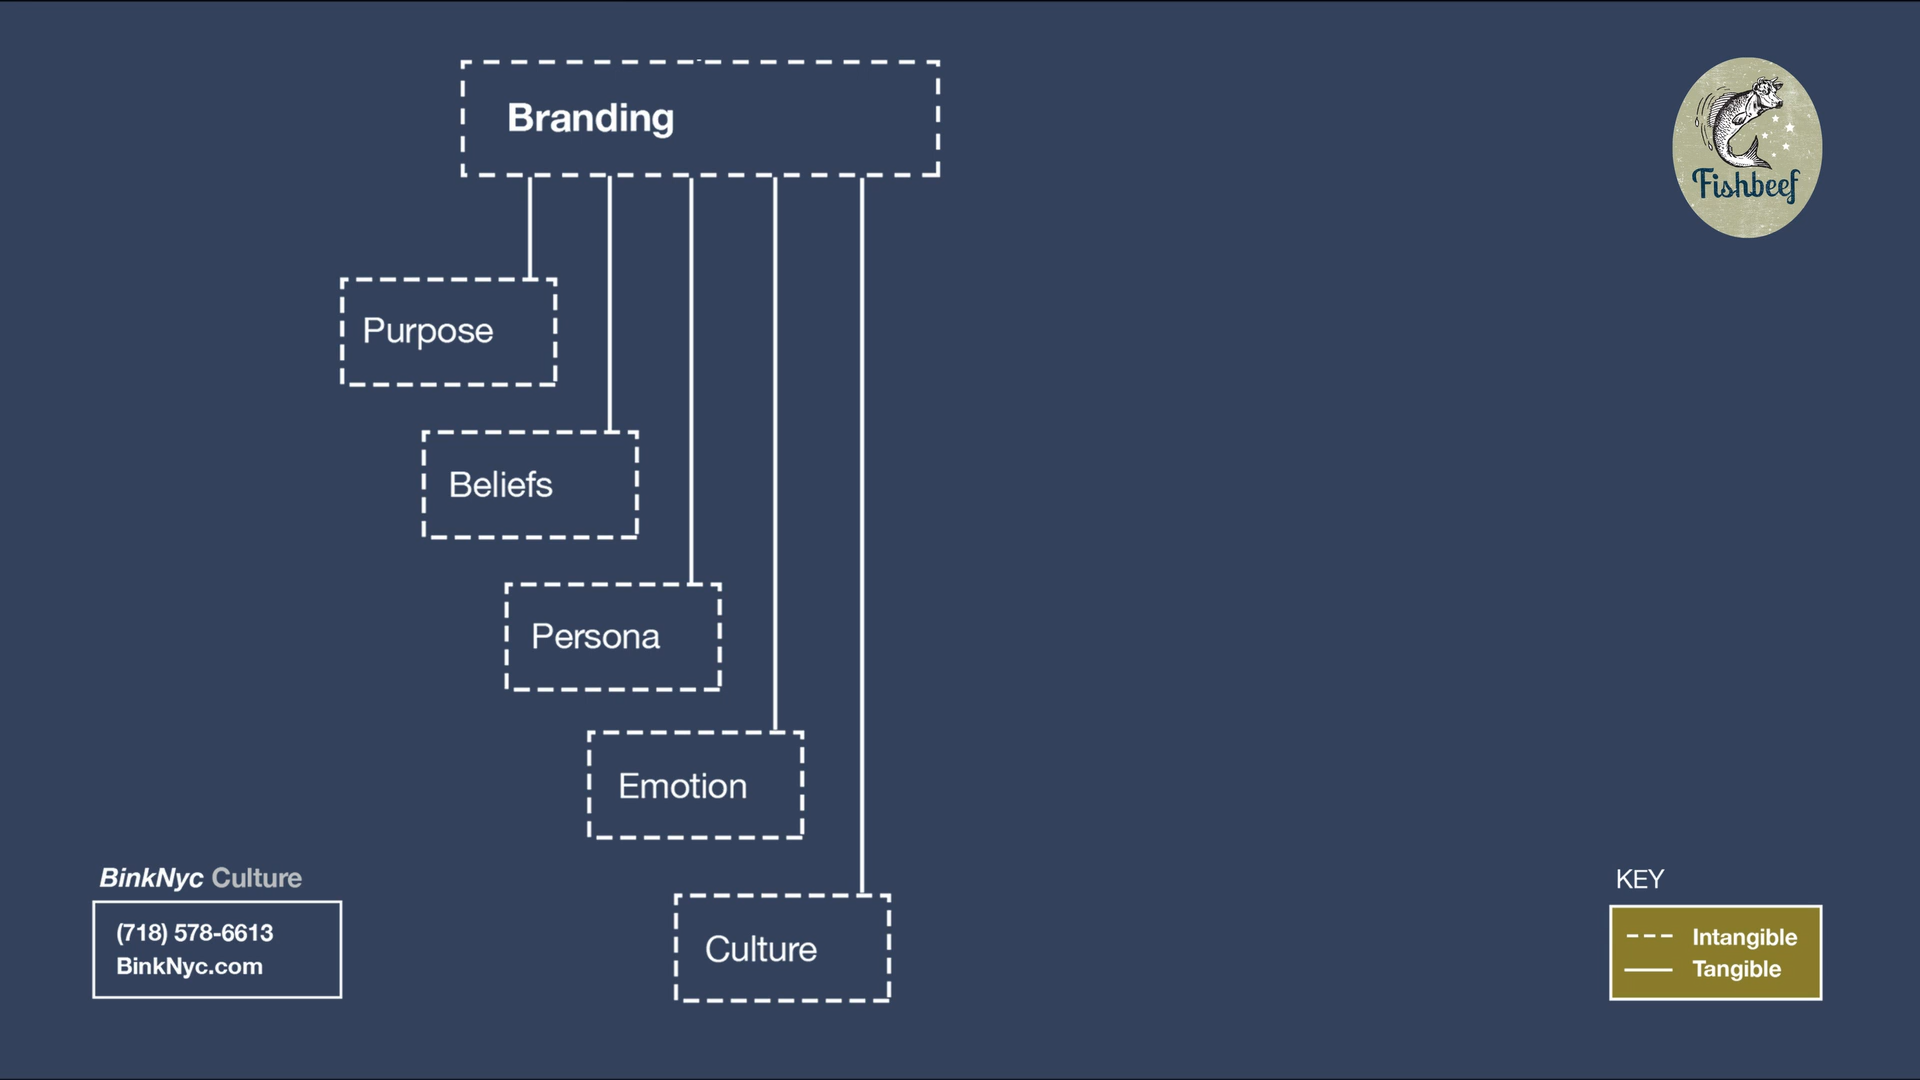 Branding
Fishbeef
Purpose
Beliefs
Persona
Emotion
Culture
BinkNyc Culture
(718) 578-6613
BinkNyc.com
KEY
Intangible
Tangible